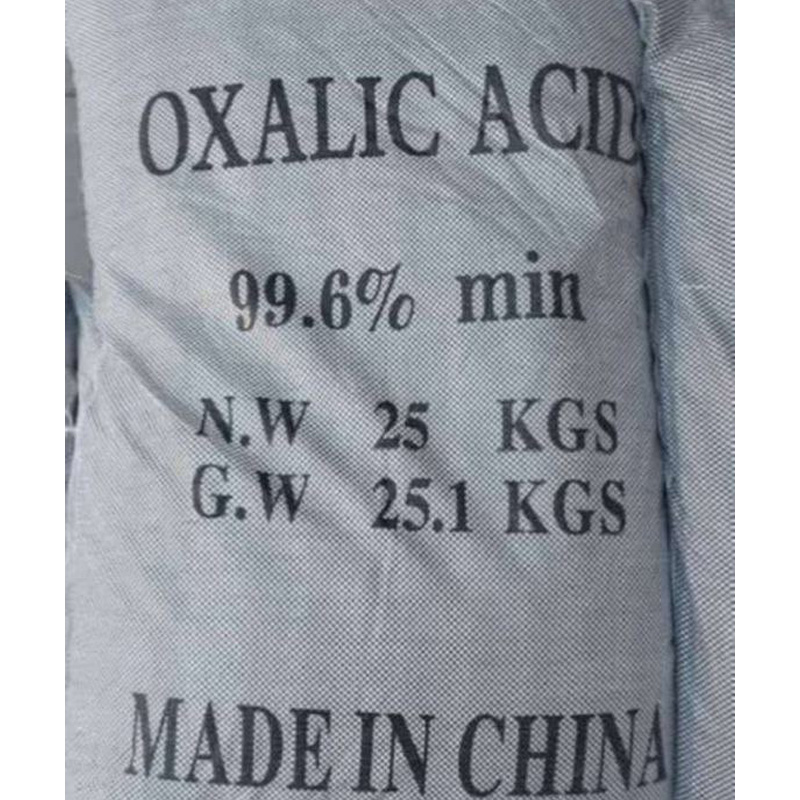 OXALIC ACID
99.6% min
N.W 25 KGS
G.W 25.1 KGS
MADE IN CHINA